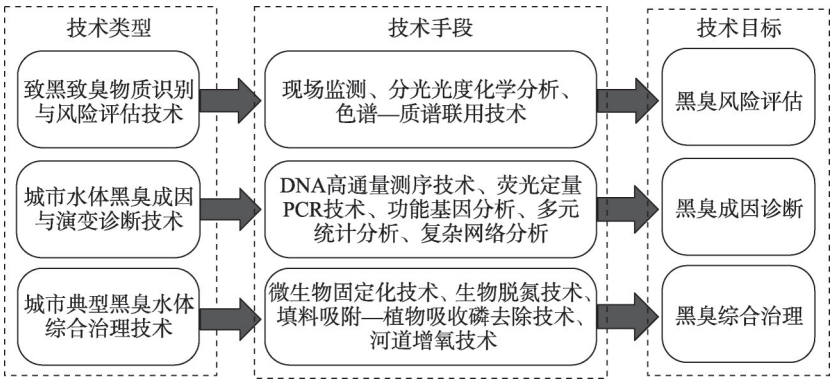 技术类型
技术手段
技术目标
致黑致臭物质识别
与风险评估技术
现场监测、分光光度化学分析、
色谱—质谱联用技术
黑臭风险评估
城市水体黑臭成因
与演变诊断技术
DNA高通量测序技术、荧光定量
PCR技术、功能基因分析、多元
统计分析、复杂网络分析
黑臭成因诊断
城市典型黑臭水体
综合治理技术
微生物固定化技术、生物脱氮技术、
填料吸附—植物吸收磷去除技术、
河道增氧技术
黑臭综合治理